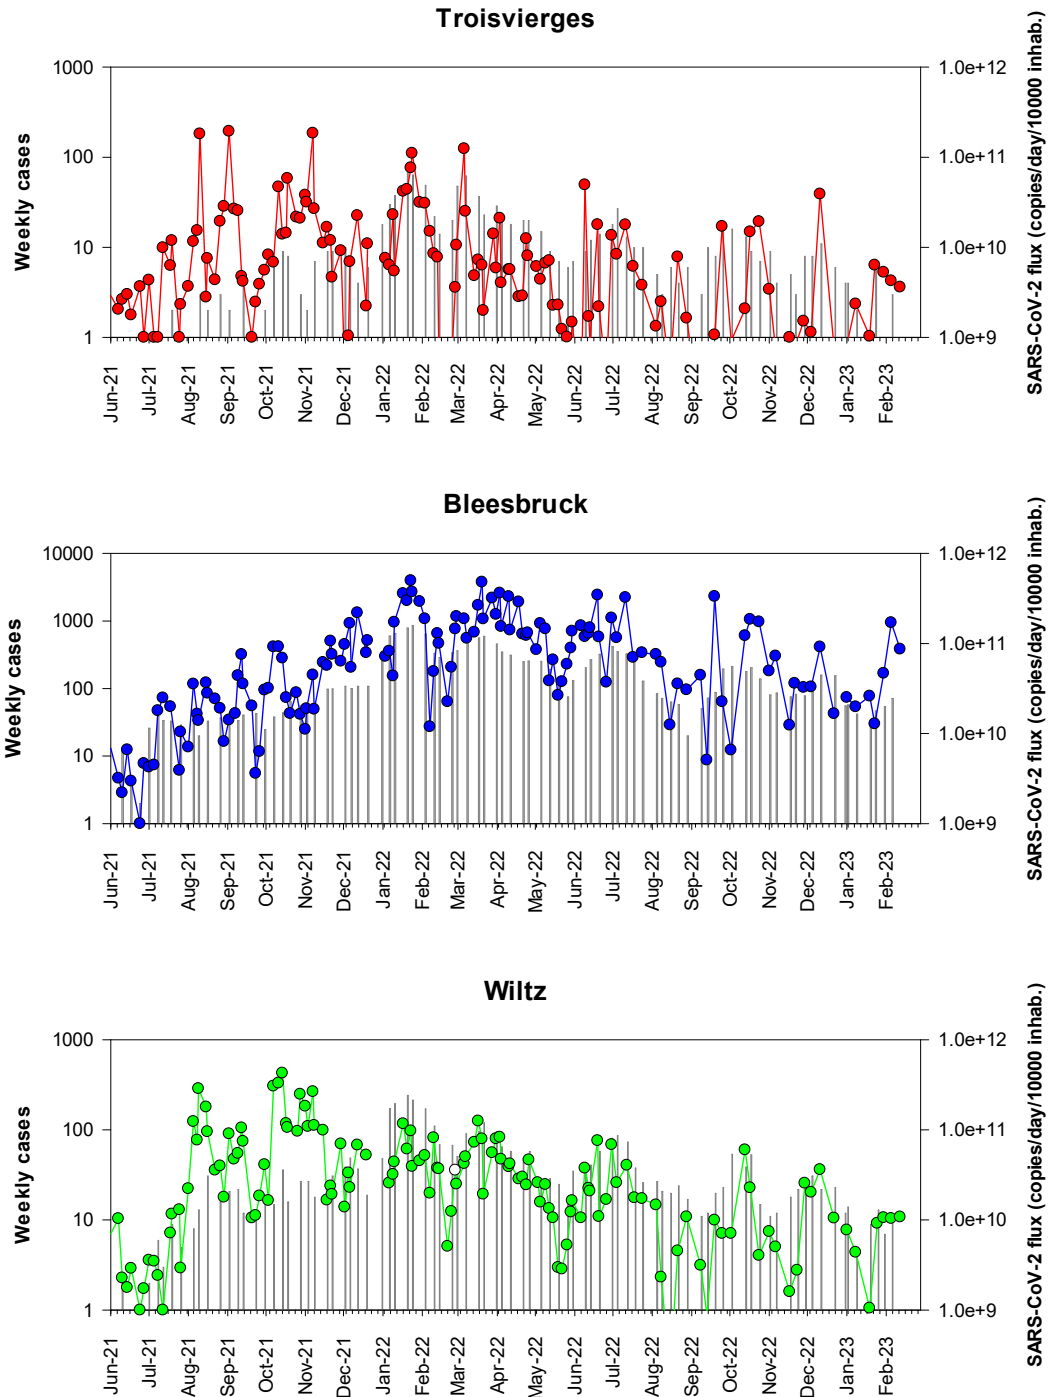 Troisvierges
Weekly cases
1000
100
10
1
1.0e+12
1.0e+11
1.0e+10
1.0e+9
SARS-CoV-2 flux (copies/day/10000 inhab.)
Jun-21
Jul-21
Aug-21
Sep-21
Oct-21
Nov-21
Dec-21
Jan-22
Feb-22
Mar-22
Apr-22
May-22
Jun-22
Jul-22
Aug-22
Sep-22
Oct-22
Nov-22
Dec-22
Jan-23
Feb-23
Bleesbruck
Weekly cases
10000
1000
100
10
1
1.0e+12
1.0e+11
1.0e+10
1.0e+9
SARS-CoV-2 flux (copies/day/10000 inhab.)
Jun-21
Jul-21
Aug-21
Sep-21
Oct-21
Nov-21
Dec-21
Jan-22
Feb-22
Mar-22
Apr-22
May-22
Jun-22
Jul-22
Aug-22
Sep-22
Oct-22
Nov-22
Dec-22
Jan-23
Feb-23
Wiltz
Weekly cases
1000
100
10
1
1.0e+12
1.0e+11
1.0e+10
1.0e+9
SARS-CoV-2 flux (copies/day/10000 inhab.)
Jun-21
Jul-21
Aug-21
Sep-21
Oct-21
Nov-21
Dec-21
Jan-22
Feb-22
Mar-22
Apr-22
May-22
Jun-22
Jul-22
Aug-22
Sep-22
Oct-22
Nov-22
Dec-22
Jan-23
Feb-23